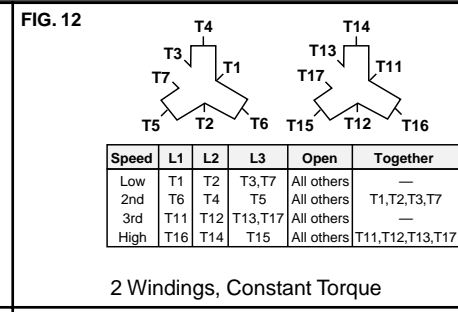 FIG. 12
T4 T14
T3 T13
T1 T11
T7 T17
T5 T2 T6 T15 T12 T16
Speed L1 L2 L3 Open Together
Low T1 T2 T3,T7 All others —
2nd T6 T4 T5 All others T1,T2,T3,T7
3rd T11 T12 T13,T17 All others —
High T16 T14 T15 All others T11,T12,T13,T17
2 Windings, Constant Torque